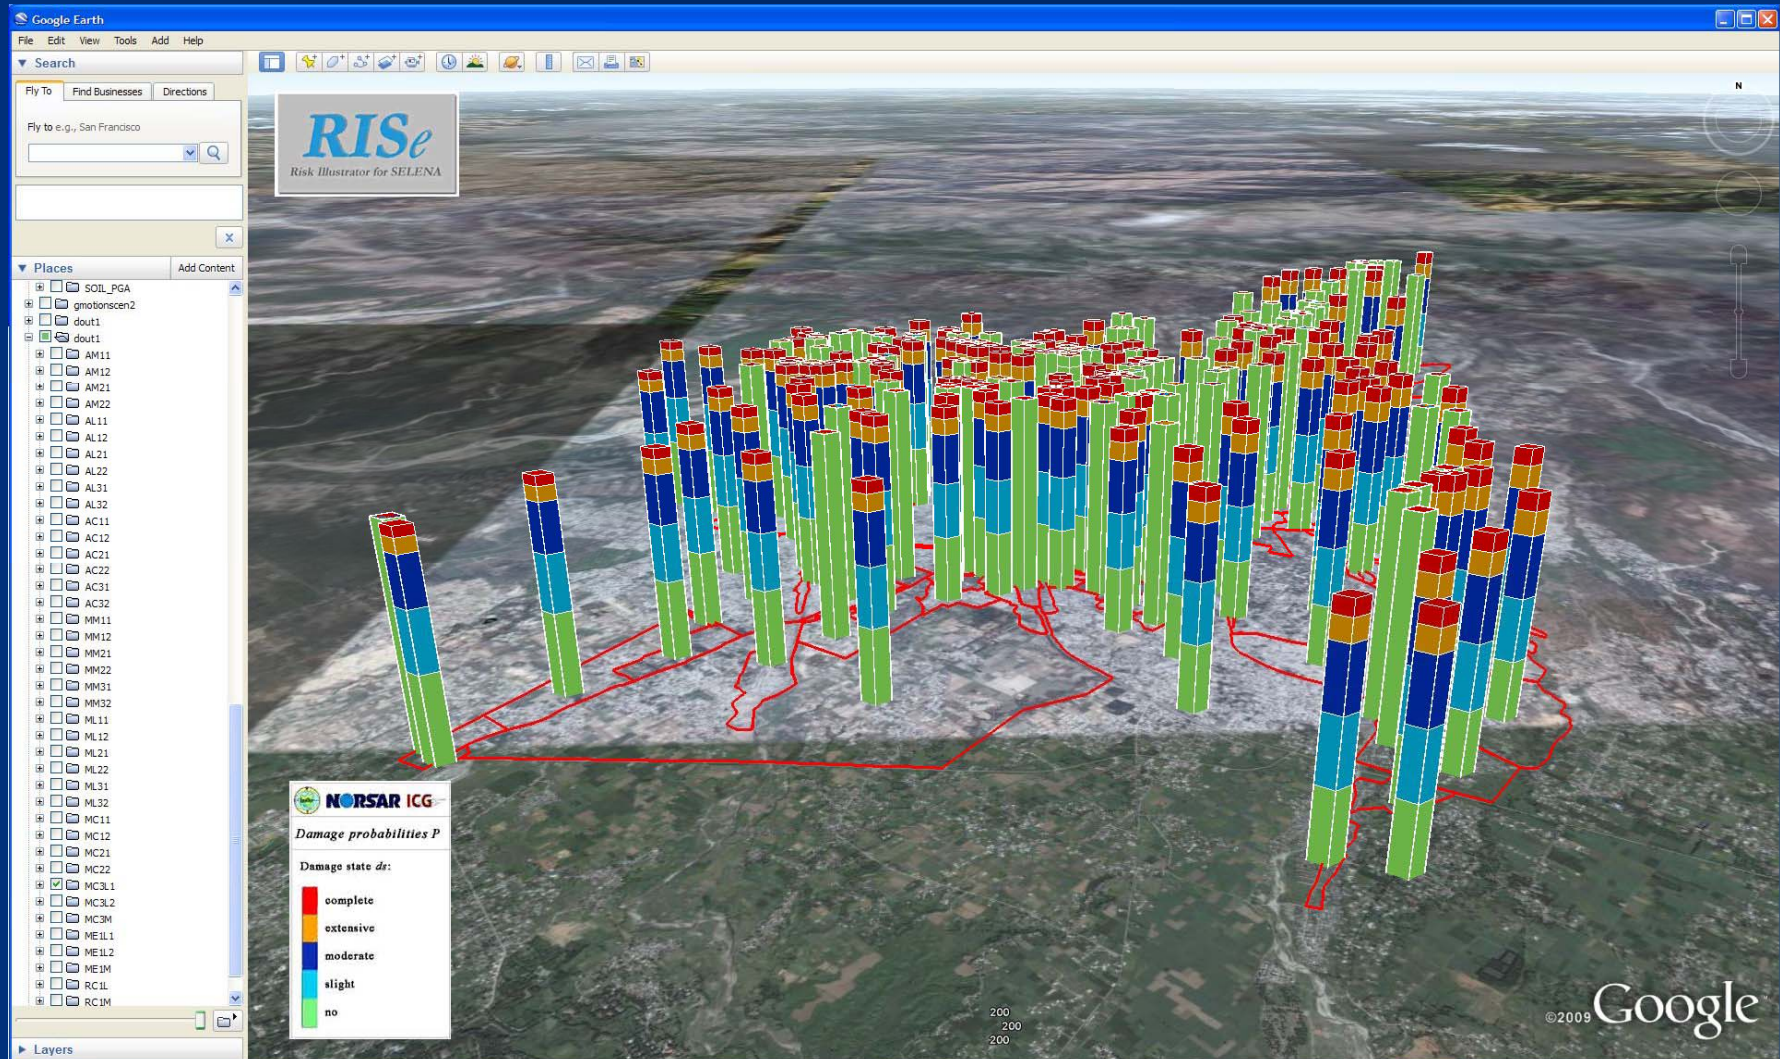 Google Earth
File Edit View Tools Add Help
Search
Fly To Find Businesses Directions
Fly to e.g., San Francisco
Places Add Content
SOIL_PGA
gmotionscen2
dout1
dout1
AM11
AM12
AM21
AM22
AL11
AL12
AL21
AL22
AL31
AL32
AC11
AC12
AC21
AC22
AC31
AC32
MM11
MM12
MM21
MM22
MM31
MM32
ML11
ML12
ML21
ML22
ML31
ML32
MC11
MC12
MC21
MC22
MC3L1
MC3L2
MC3M
ME1L1
ME1L2
ME1M
RC1L
RC1M
Layers
RISe
Risk Illustrator for SELENA
N
NORSAR ICG
Damage probabilities P
Damage state ds:
complete
extensive
moderate
slight
no
200
200
200
©2009 Google